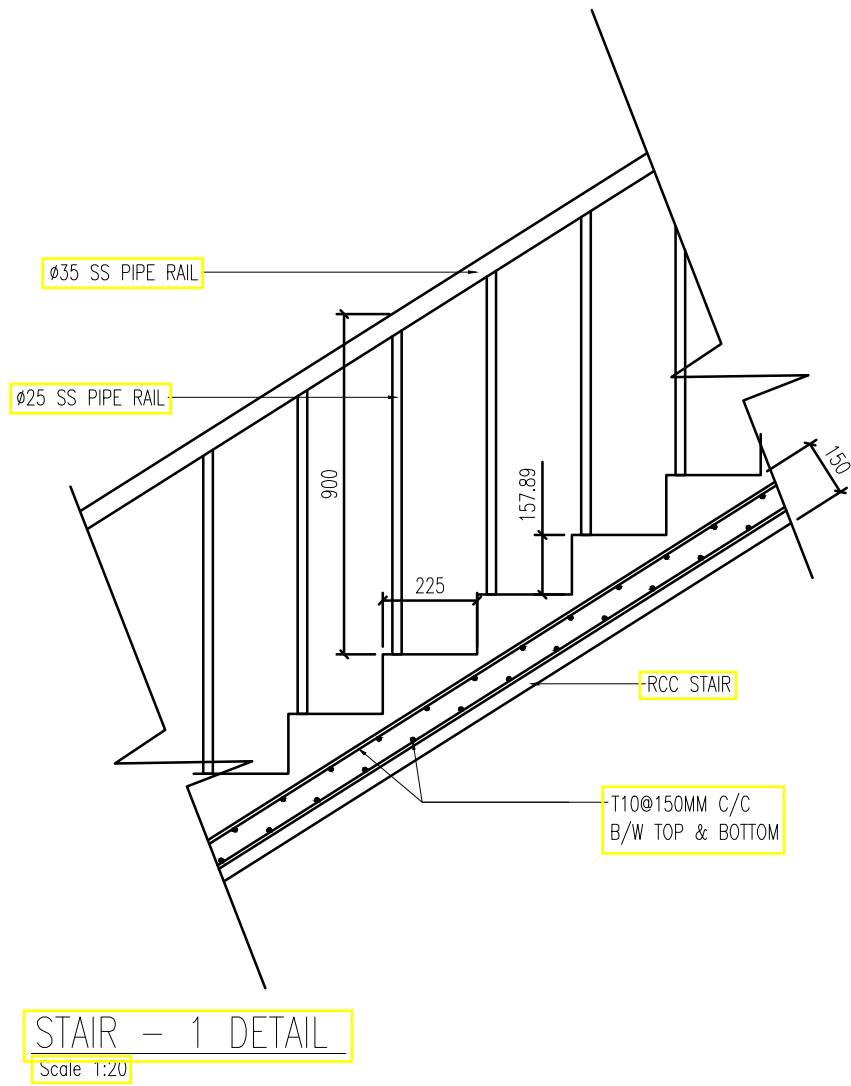 ø35 SS PIPE RAIL
ø25 SS PIPE RAIL
900
157.89
150
225
RCC STAIR
T10@150MM C/C
B/W TOP & BOTTOM
STAIR - 1 DETAIL
Scale 1:20